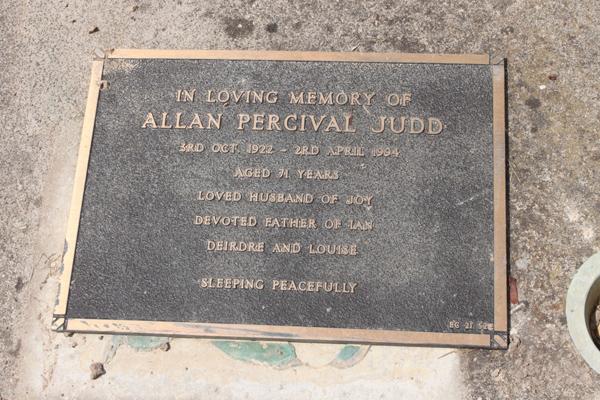 IN LOVING MEMORY OF
ALLAN PERCIVAL JUDD
3RD OCT. 1922 - 2RD APRIL 1994
AGED 71 YEARS
LOVED HUSBAND OF JOY
DEVOTED FATHER OF IAN
DEIRDRE AND LOUISE
SLEEPING PEACEFULLY